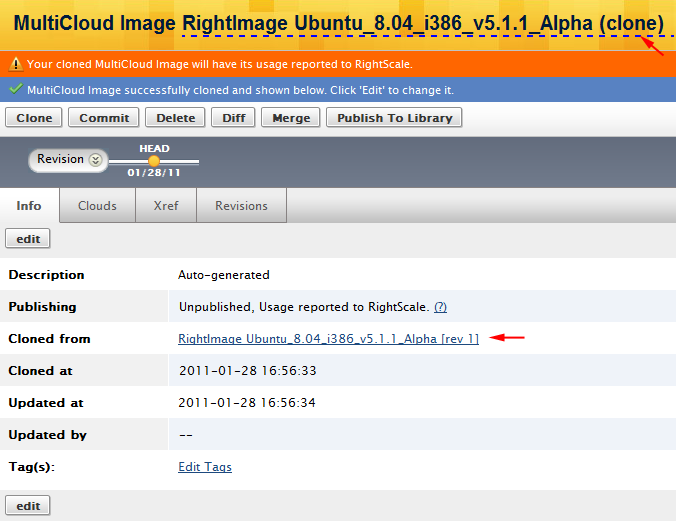 MultiCloud Image RightImage Ubuntu_8.04_i386_v5.1.1_Alpha (clone)
Your cloned MultiCloud Image will have its usage reported to RightScale.
MultiCloud Image successfully cloned and shown below. Click 'Edit' to change it.
Clone Commit Delete Diff Merge Publish To Library
HEAD
Revision
01/28/11
Info Clouds Xref Revisions
edit
Description Auto-generated
Publishing Unpublished, Usage reported to RightScale. (?)
Cloned from RightImage Ubuntu_8.04_i386_v5.1.1_Alpha [rev 1]
Cloned at 2011-01-28 16:56:33
Updated at 2011-01-28 16:56:34
Updated by --
Tag(s): Edit Tags
edit